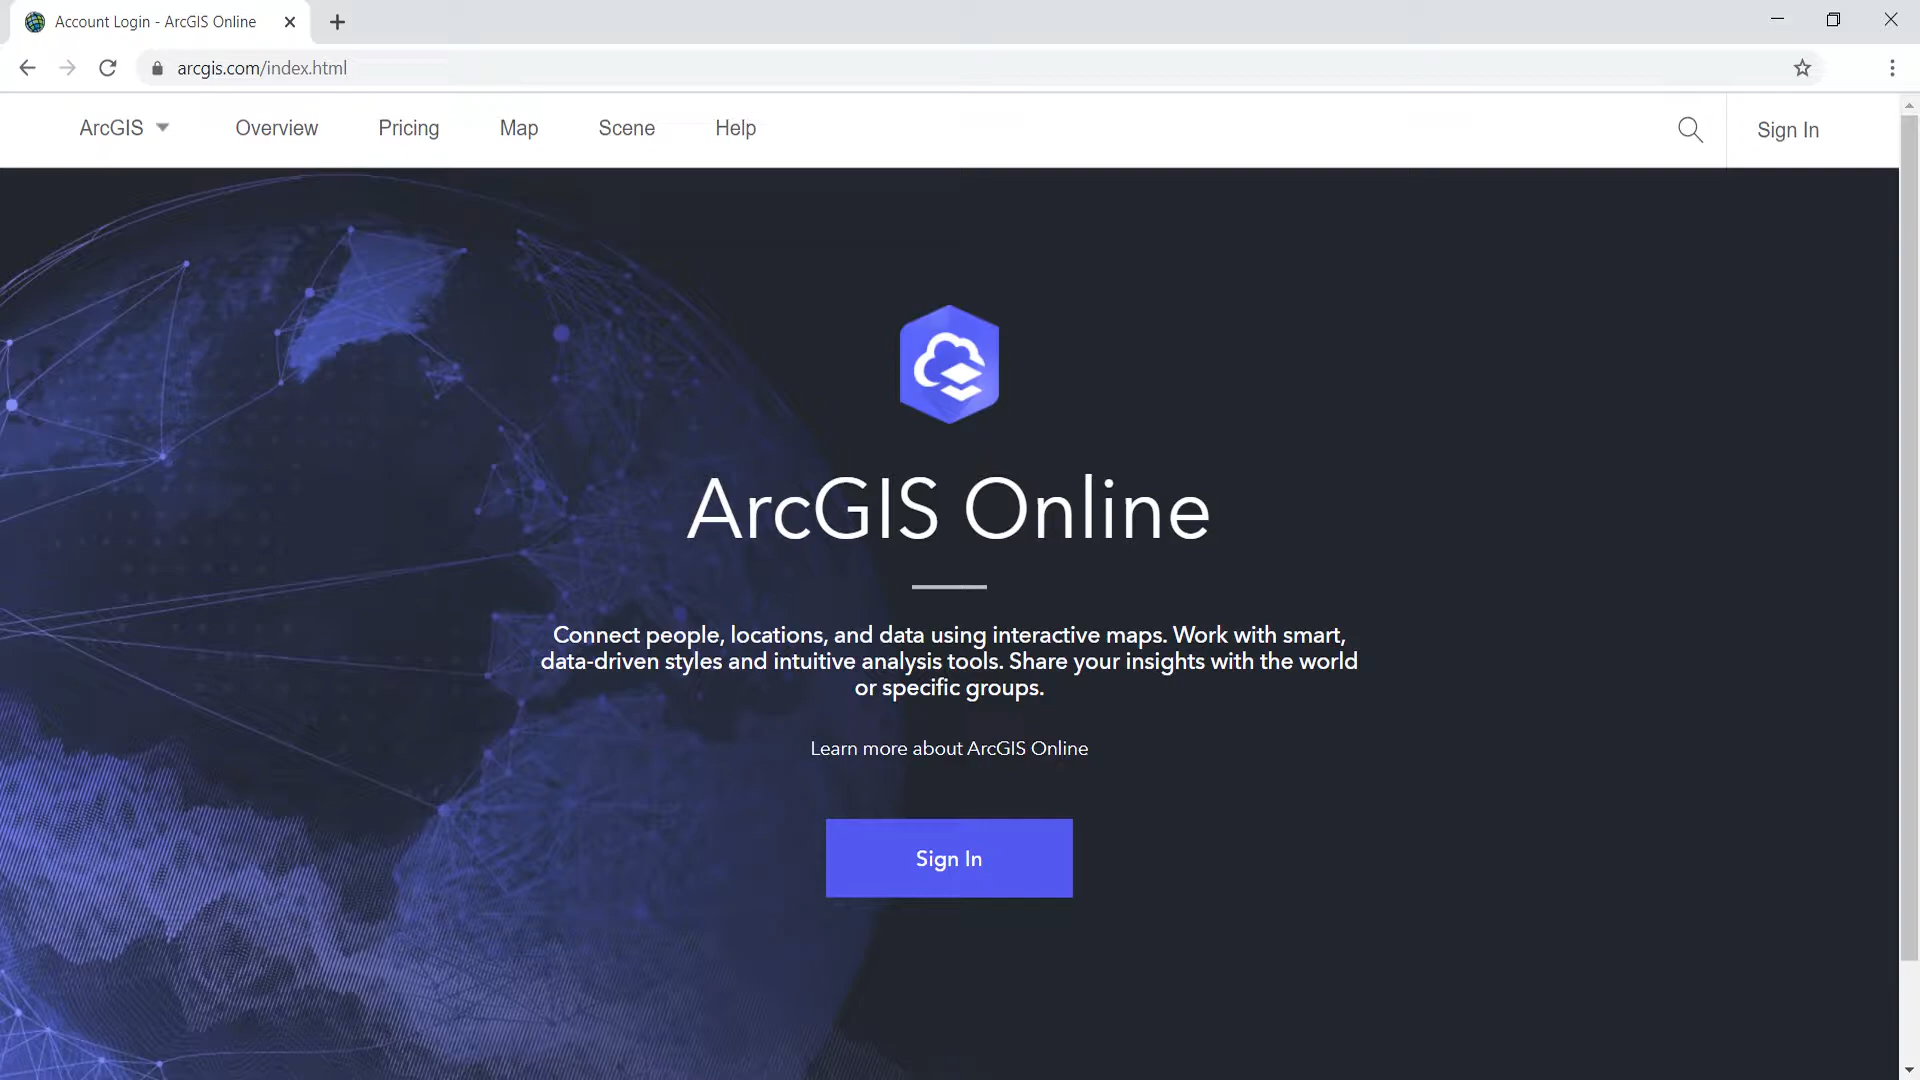 Account Login - ArcGIS Online
arcgis.com/index.html
ArcGIS Overview Pricing Map Scene Help Sign In
ArcGIS Online
Connect people, locations, and data using interactive maps. Work with smart,
data-driven styles and intuitive analysis tools. Share your insights with the world
or specific groups.
Learn more about ArcGIS Online
Sign In